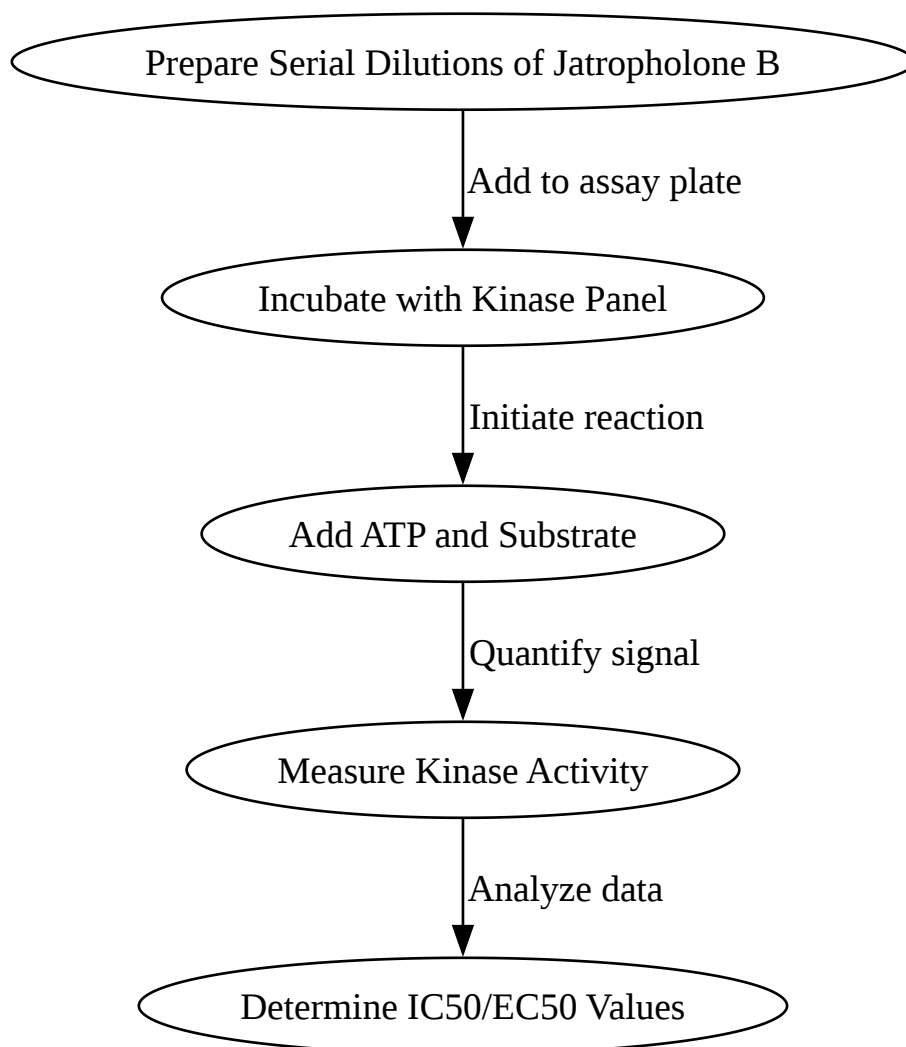 Prepare Serial Dilutions of Jatropholone B
Add to assay plate
Incubate with Kinase Panel
Initiate reaction
Add ATP and Substrate
Quantify signal
Measure Kinase Activity
Analyze data
Determine IC50/EC50 Values